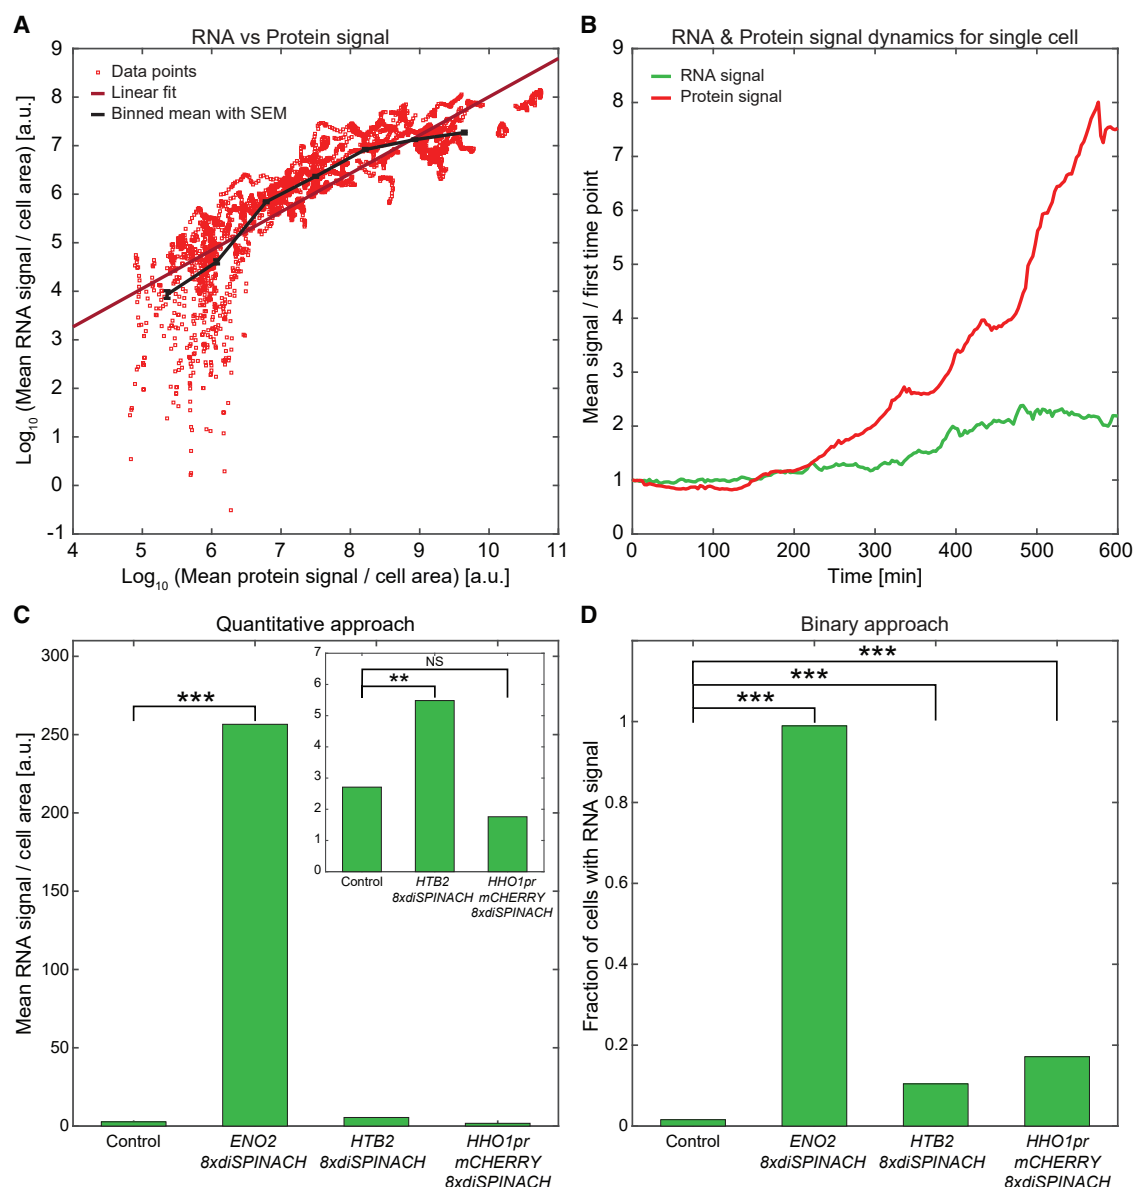 A
RNA vs Protein signal
9
8
7
6
5
4
3
2
1
0
-1
Data points
Linear fit
Binned mean with SEM
Log10 (Mean RNA signal / cell area) [a.u.]
4 5 6 7 8 9 10 11
Log10 (Mean protein signal / cell area) [a.u.]
B
RNA & Protein signal dynamics for single cell
9
8
7
6
5
4
3
2
1
0
RNA signal
Protein signal
Mean signal / first time point
0 100 200 300 400 500 600
Time [min]
C
Quantitative approach
300
250
200
150
100
50
0
Mean RNA signal / cell area [a.u.]
***
7
6
5
4
3
2
1
0
NS
**
Control HTB2 HHO1pr
8xdiSPINACH mCHERRY
8xdiSPINACH
Control ENO2 HTB2 HHO1pr
8xdiSPINACH 8xdiSPINACH mCHERRY
8xdiSPINACH
D
Binary approach
***
***
***
1
0.8
0.6
0.4
0.2
0
Fraction of cells with RNA signal
Control ENO2 HTB2 HHO1pr
8xdiSPINACH 8xdiSPINACH mCHERRY
8xdiSPINACH